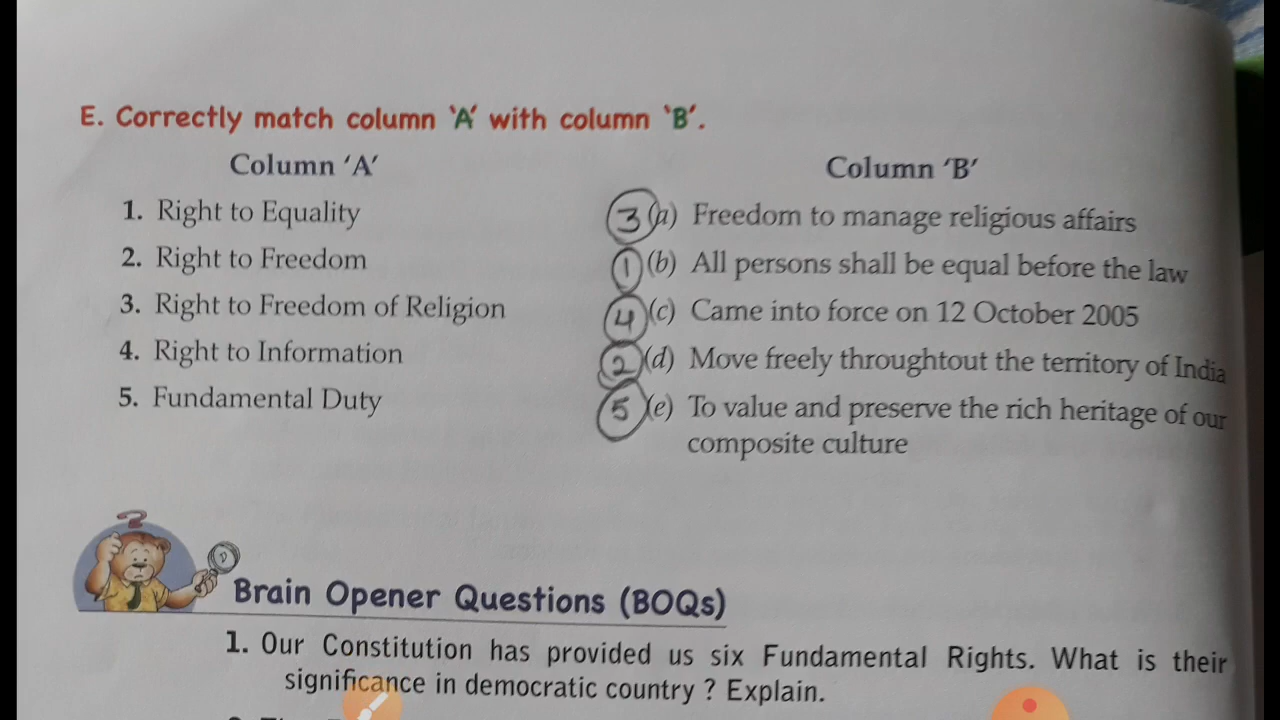 E. Correctly match column 'A' with column 'B'.
Column 'A' Column 'B'
1. Right to Equality 3 (a) Freedom to manage religious affairs
2. Right to Freedom 1 (b) All persons shall be equal before the law
3. Right to Freedom of Religion 4 (c) Came into force on 12 October 2005
4. Right to Information 2 (d) Move freely throughtout the territory of India
5. Fundamental Duty 5 (e) To value and preserve the rich heritage of our
composite culture
?
Brain Opener Questions (BOQs)
1. Our Constitution has provided us six Fundamental Rights. What is their
significance in democratic country ? Explain.